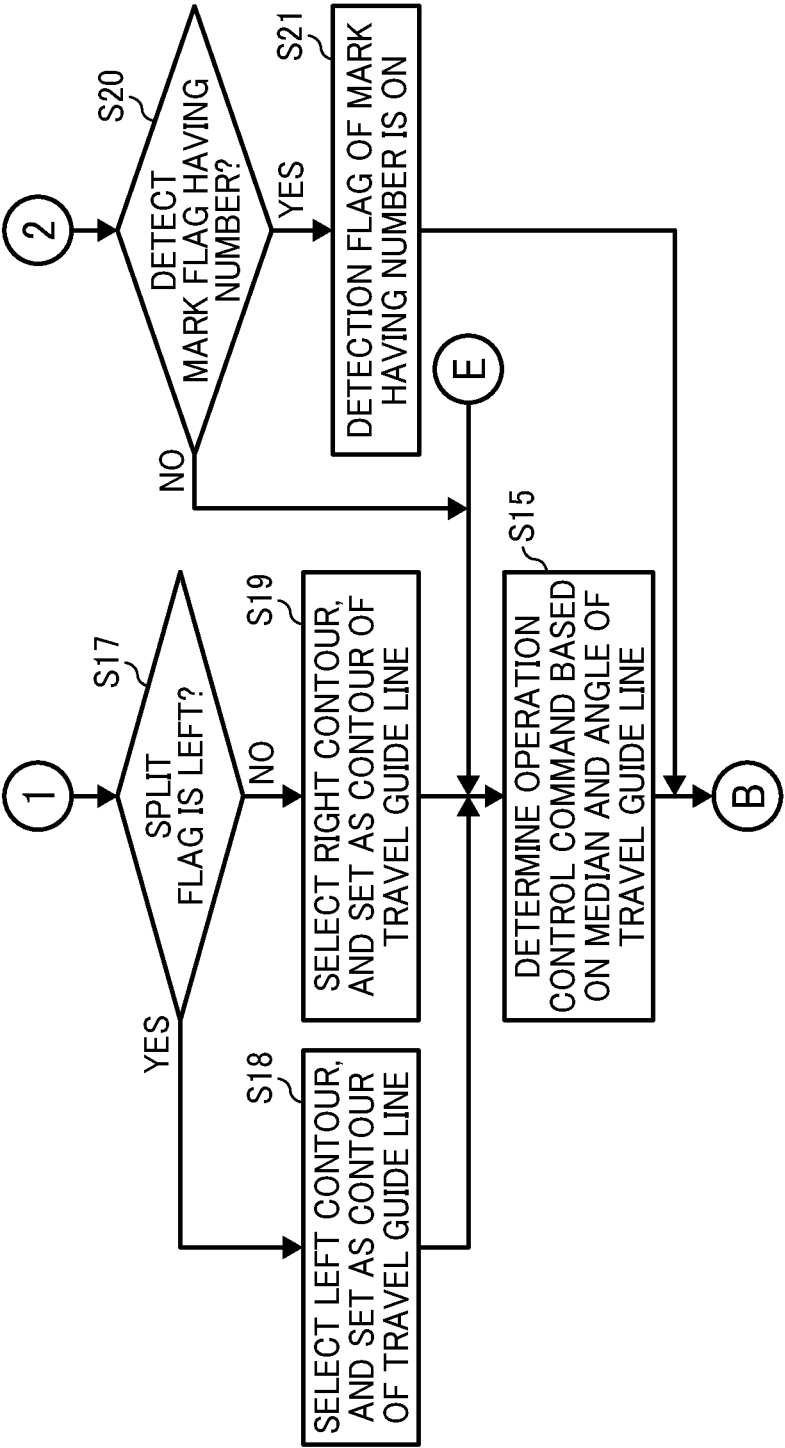 1
S17
SPLIT
FLAG IS LEFT?
YES
NO
S18
SELECT LEFT CONTOUR,
AND SET AS CONTOUR
OF TRAVEL GUIDE LINE
S19
SELECT RIGHT CONTOUR,
AND SET AS CONTOUR OF
TRAVEL GUIDE LINE
S15
DETERMINE OPERATION
CONTROL COMMAND BASED
ON MEDIAN AND ANGLE OF
TRAVEL GUIDE LINE
B
2
S20
DETECT
MARK FLAG HAVING
NUMBER?
NO
YES
S21
DETECTION FLAG OF MARK
HAVING NUMBER IS ON
E